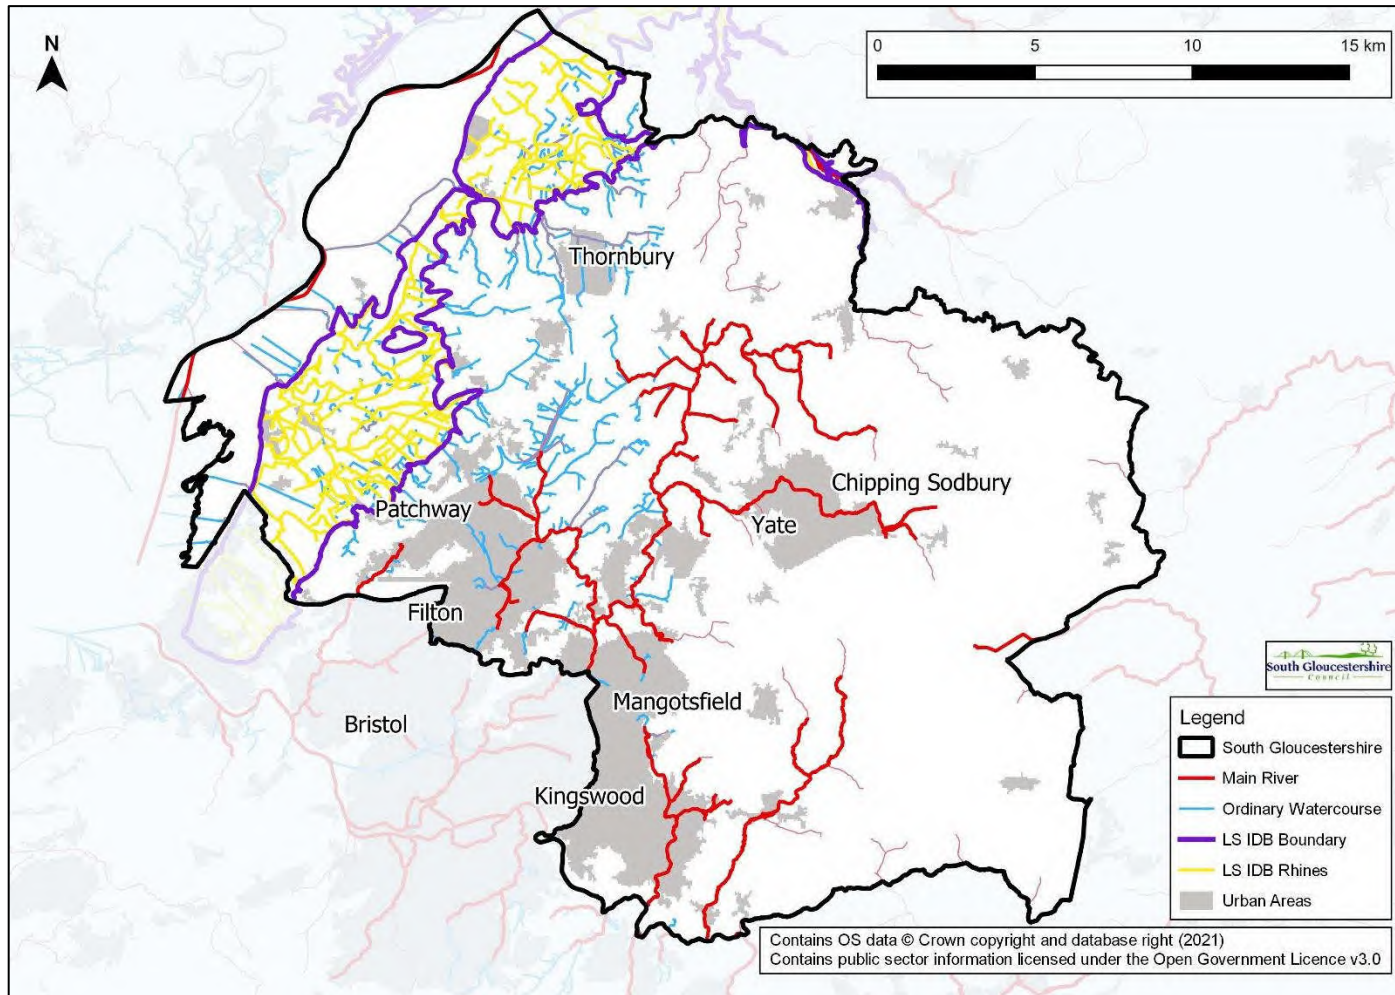 N
0 5 10 15 km
Thornbury
Chipping Sodbury
Patchway
Yate
Filton
Mangotsfield
Bristol
Kingswood
South Gloucestershire
Council
Legend
South Gloucestershire
Main River
Ordinary Watercourse
LS IDB Boundary
LS IDB Rhines
Urban Areas
Contains OS data © Crown copyright and database right (2021)
Contains public sector information licensed under the Open Government Licence v3.0